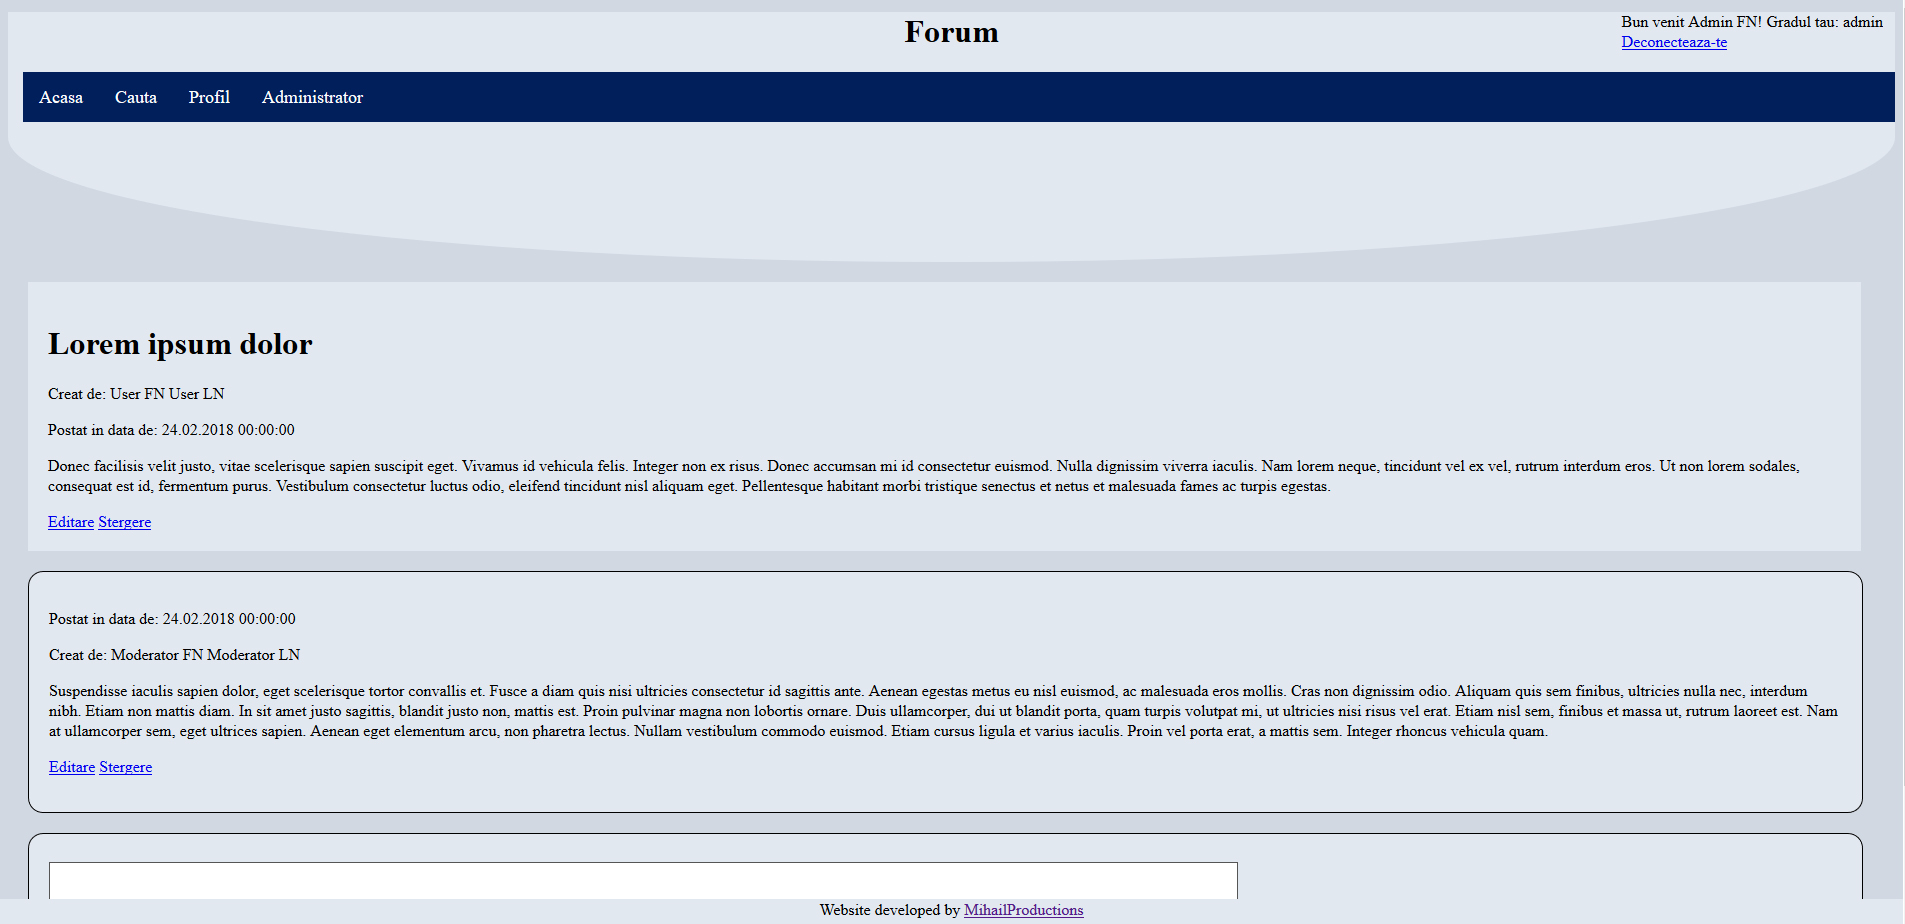 Forum
Bun venit Admin FN! Gradul tau: admin
Deconecteaza-te
Acasa Cauta Profil Administrator
Lorem ipsum dolor
Creat de: User FN User LN
Postat in data de: 24.02.2018 00:00:00
Donec facilisis velit justo, vitae scelerisque sapien suscipit eget. Vivamus id vehicula felis. Integer non ex risus. Donec accumsan mi id consectetur euismod. Nulla dignissim viverra iaculis. Nam lorem neque, tincidunt vel ex vel, rutrum interdum eros. Ut non lorem sodales,
consequat est id, fermentum purus. Vestibulum consectetur luctus odio, eleifend tincidunt nisl aliquam eget. Pellentesque habitant morbi tristique senectus et netus et malesuada fames ac turpis egestas.
Editare Stergere
Postat in data de: 24.02.2018 00:00:00
Creat de: Moderator FN Moderator LN
Suspendisse iaculis sapien dolor, eget scelerisque tortor convallis et. Fusce a diam quis nisi ultricies consectetur id sagittis ante. Aenean egestas metus eu nisl euismod, ac malesuada eros mollis. Cras non dignissim odio. Aliquam quis sem finibus, ultricies nulla nec, interdum
nibh. Etiam non mattis diam. In sit amet justo sagittis, blandit justo non, mattis est. Proin pulvinar magna non lobortis ornare. Duis ullamcorper, dui ut blandit porta, quam turpis volutpat mi, ut ultricies nisi risus vel erat. Etiam nisl sem, finibus et massa ut, rutrum laoreet est. Nam
at ullamcorper sem, eget ultrices sapien. Aenean eget elementum arcu, non pharetra lectus. Nullam vestibulum commodo euismod. Etiam cursus ligula et varius iaculis. Proin vel porta erat, a mattis sem. Integer rhoncus vehicula quam.
Editare Stergere
Website developed by MihailProductions